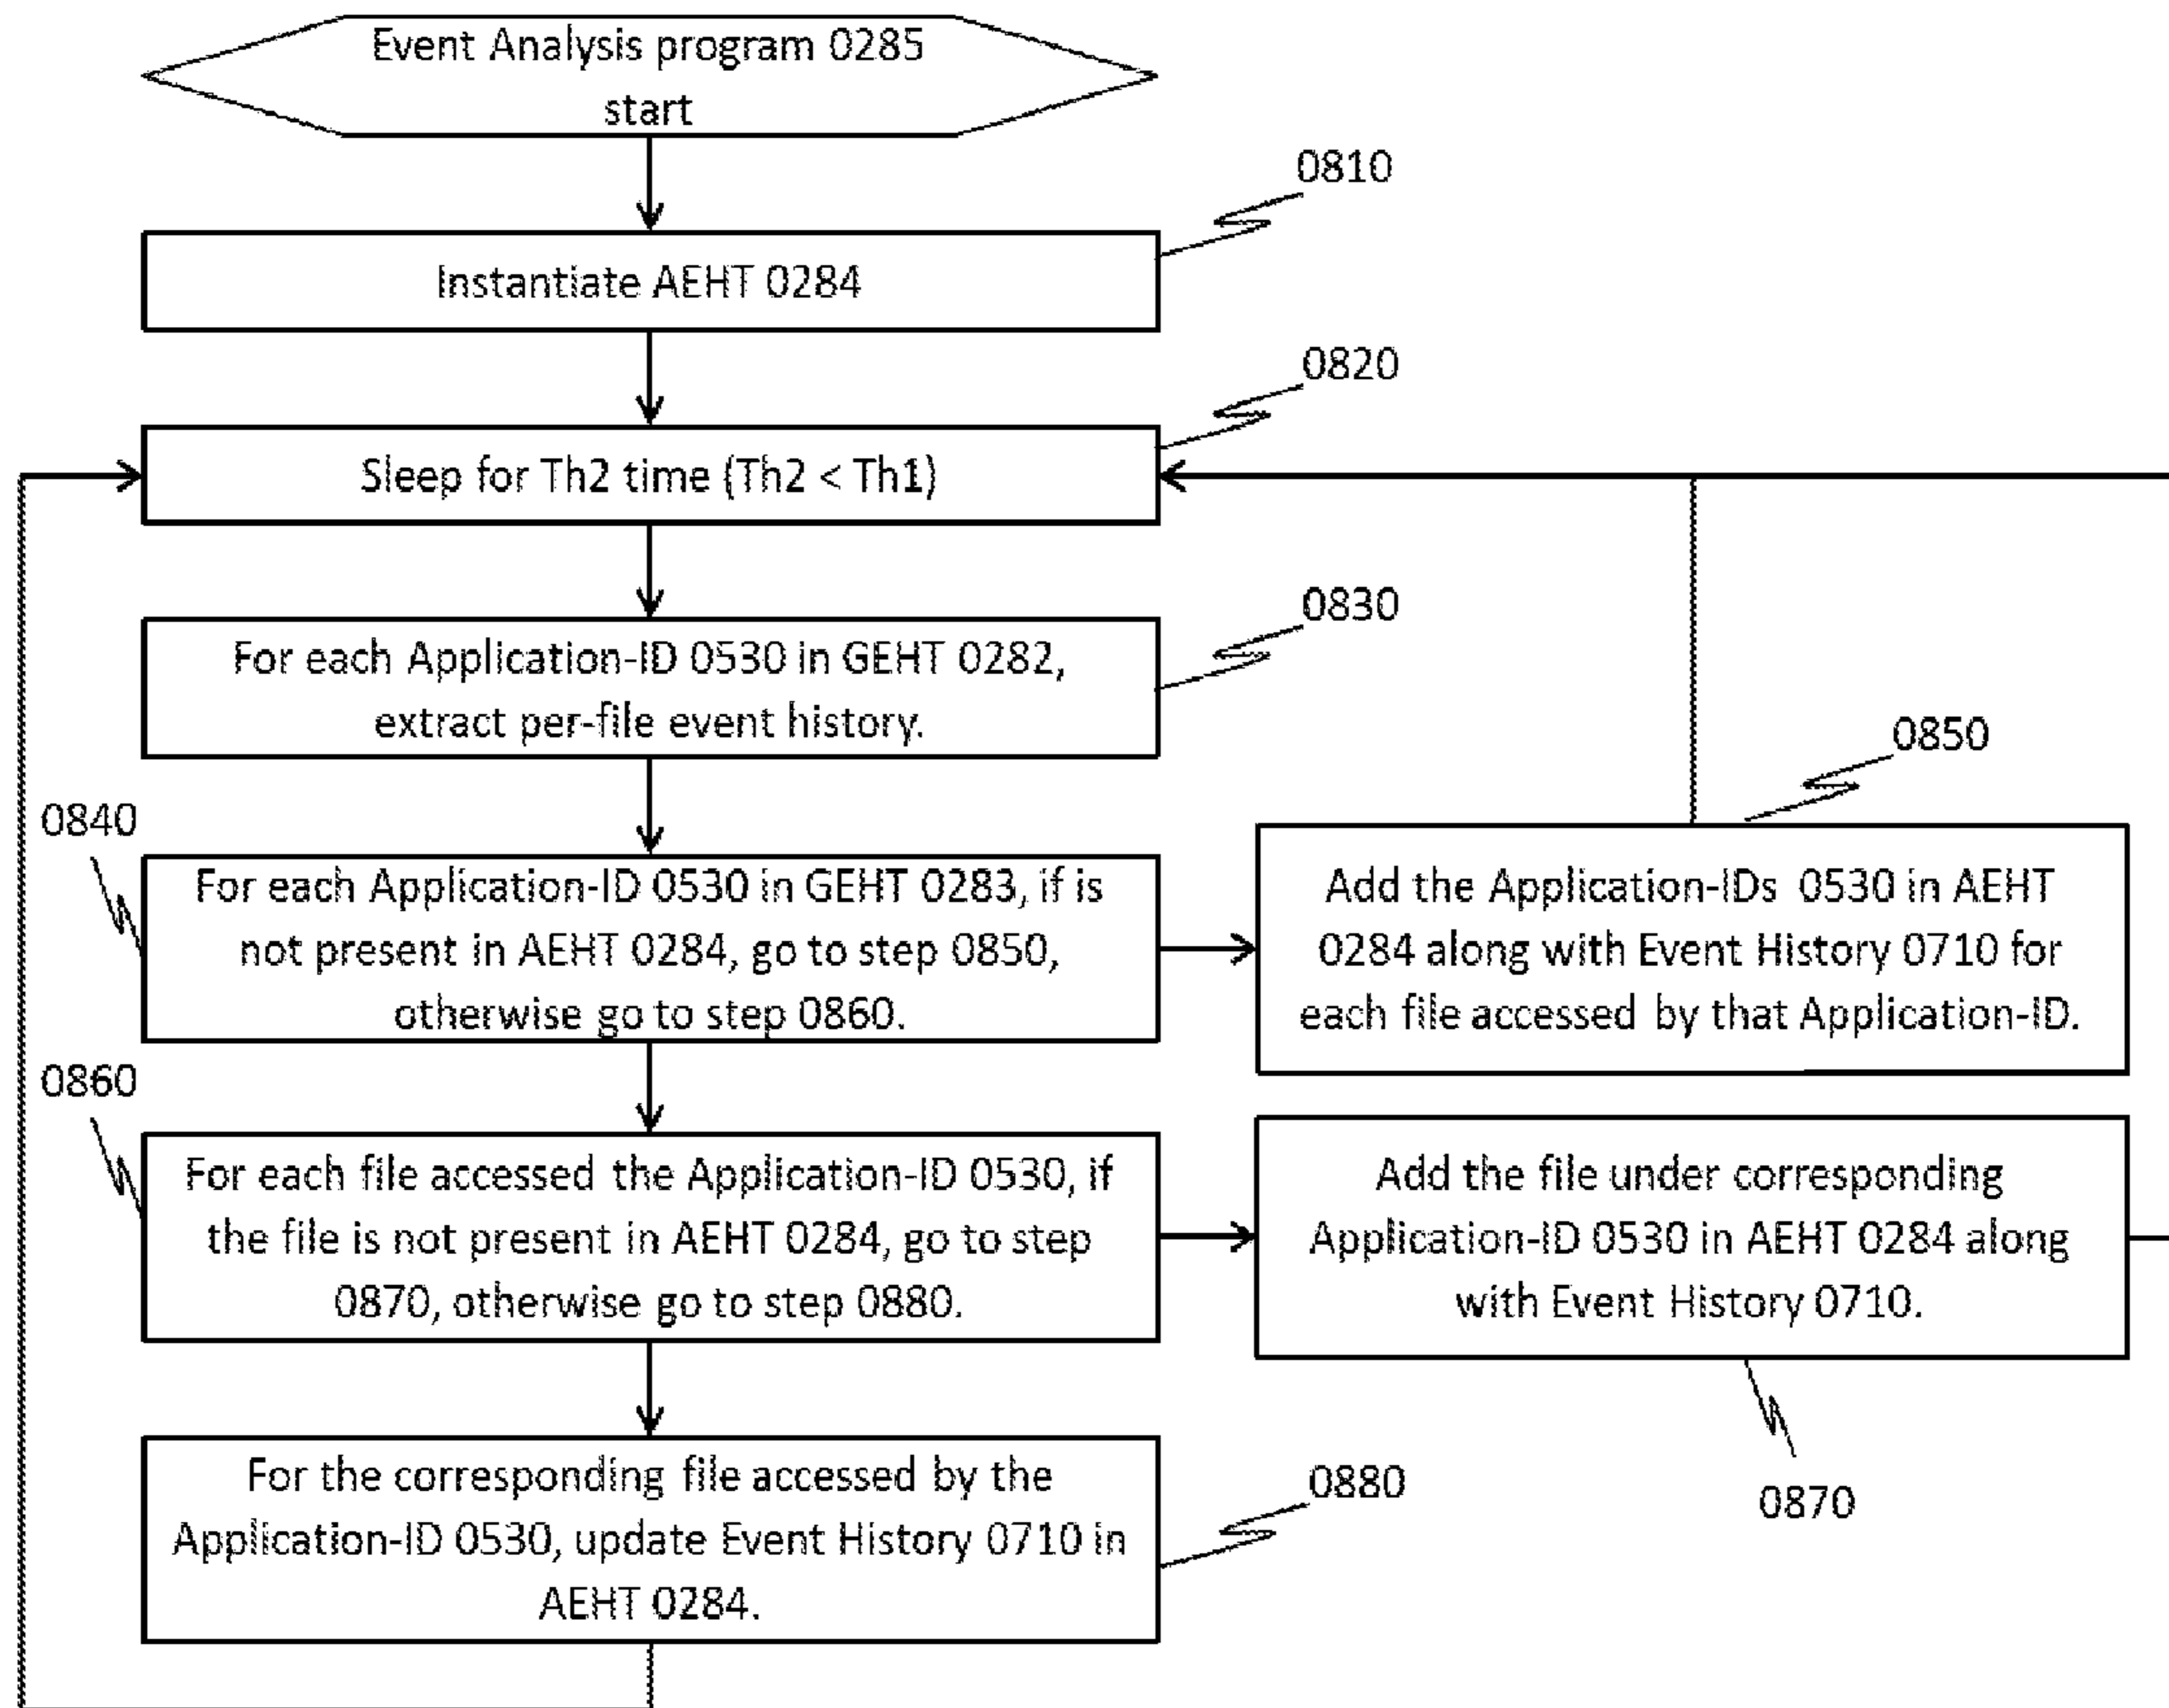 Event Analysis program 0285
start
0810
Instantiate AEHT 0284
0820
Sleep for Th2 time (Th2 < Th1)
0830
For each Application-ID 0530 in GEHT 0282,
extract per-file event history.
0840
For each Application-ID 0530 in GEHT 0283, if is
not present in AEHT 0284, go to step 0850,
otherwise go to step 0860.
0850
Add the Application-IDs 0530 in AEHT
0284 along with Event History 0710 for
each file accessed by that Application-ID.
0860
For each file accessed the Application-ID 0530, if
the file is not present in AEHT 0284, go to step
0870, otherwise go to step 0880.
Add the file under corresponding
Application-ID 0530 in AEHT 0284 along
with Event History 0710.
0870
For the corresponding file accessed by the
Application-ID 0530, update Event History 0710 in
AEHT 0284.
0880